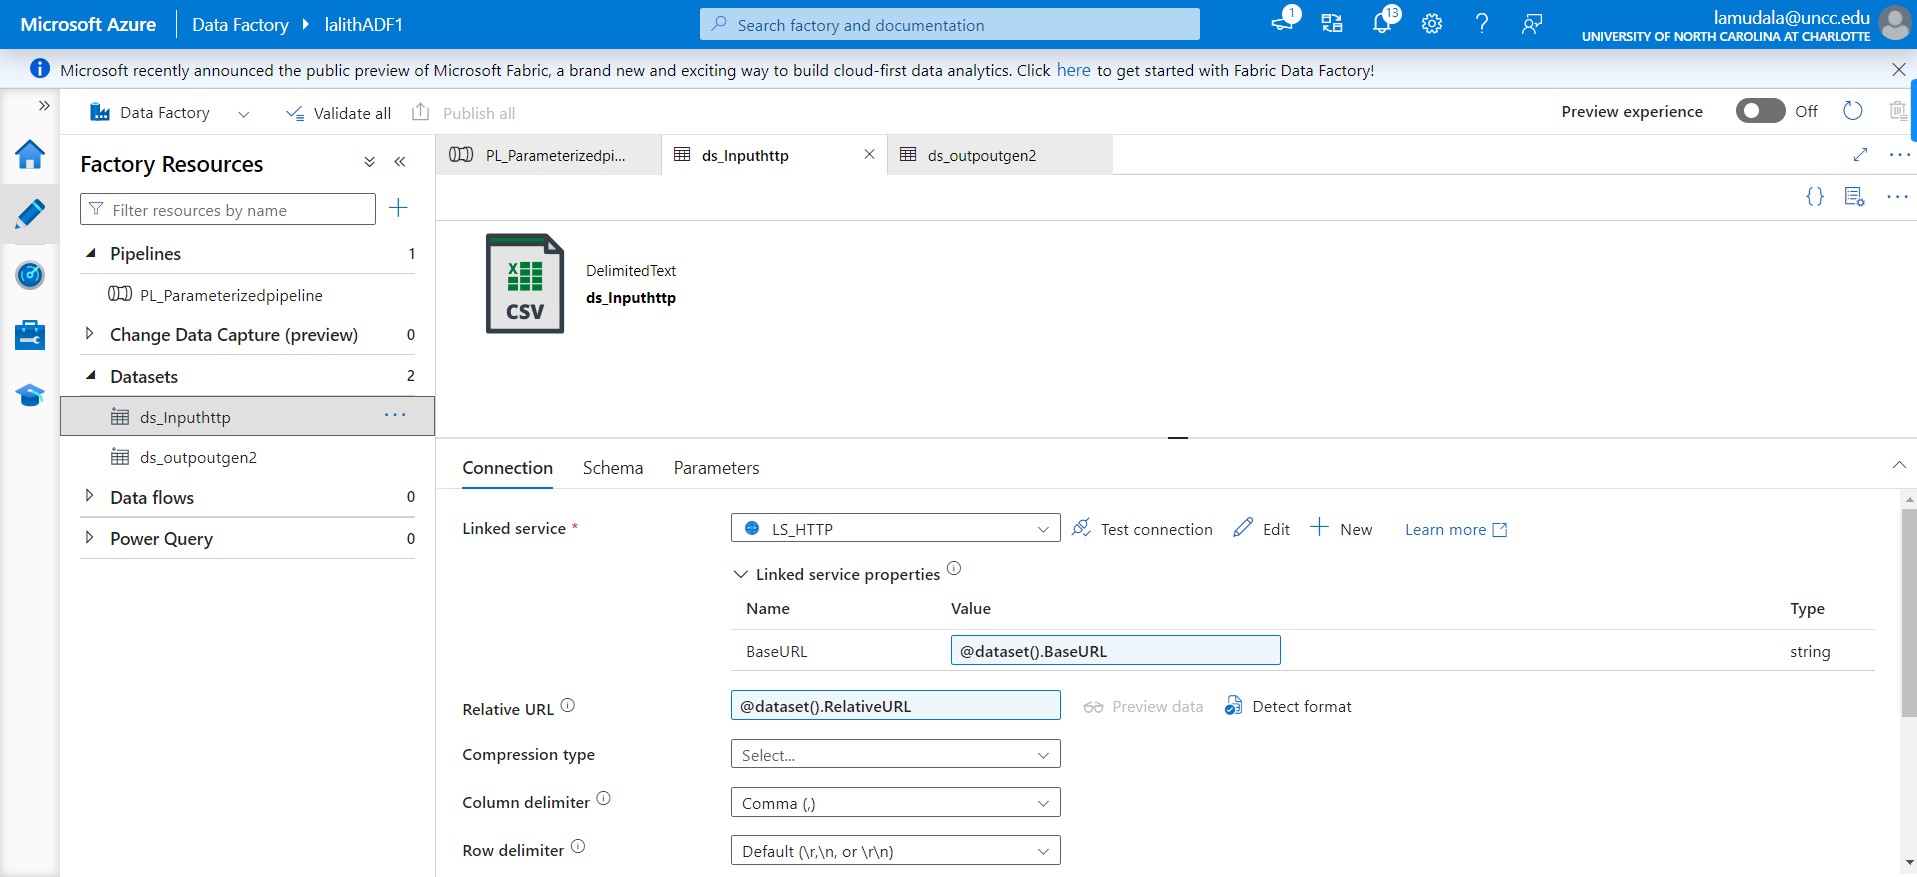 Microsoft Azure
Data Factory
lalithADF1
Search factory and documentation
1
13
lamudala@uncc.edu
UNIVERSITY OF NORTH CAROLINA AT CHARLOTTE
Microsoft recently announced the public preview of Microsoft Fabric, a brand new and exciting way to build cloud-first data analytics. Click here to get started with Fabric Data Factory!
Data Factory
Validate all
Publish all
Preview experience
Off
Factory Resources
PL_Parameterizedpi...
ds_Inputhttp
ds_outpoutgen2
Filter resources by name
Pipelines 1
PL_Parameterizedpipeline
Change Data Capture (preview) 0
Datasets 2
ds_Inputhttp
ds_outpoutgen2
Data flows 0
Power Query 0
X
CSV
DelimitedText
ds_Inputhttp
Connection
Schema
Parameters
Linked service *
LS_HTTP
Test connection
Edit
New
Learn more
Linked service properties
Name Value Type
BaseURL @dataset().BaseURL string
Relative URL
@dataset().RelativeURL
Preview data
Detect format
Compression type
Select...
Column delimiter
Comma (,)
Row delimiter
Default (\r,\n, or \r\n)